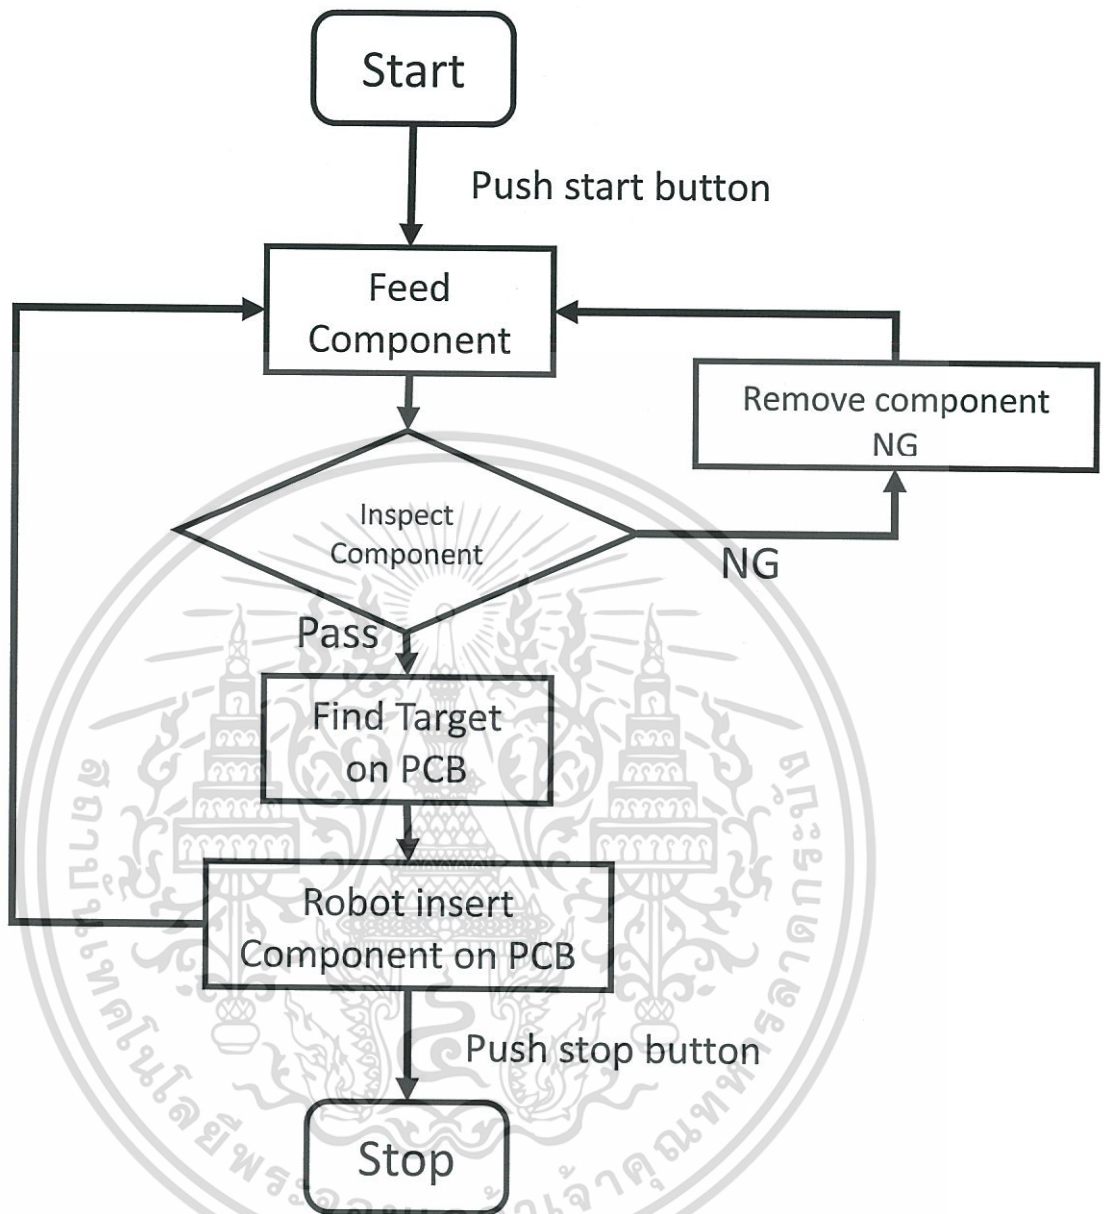 Start
Push start button
Feed
Component
Remove component
NG
Inspect
Component
NG
Pass
Find Target
on PCB
Robot insert
Component on PCB
Push stop button
Stop